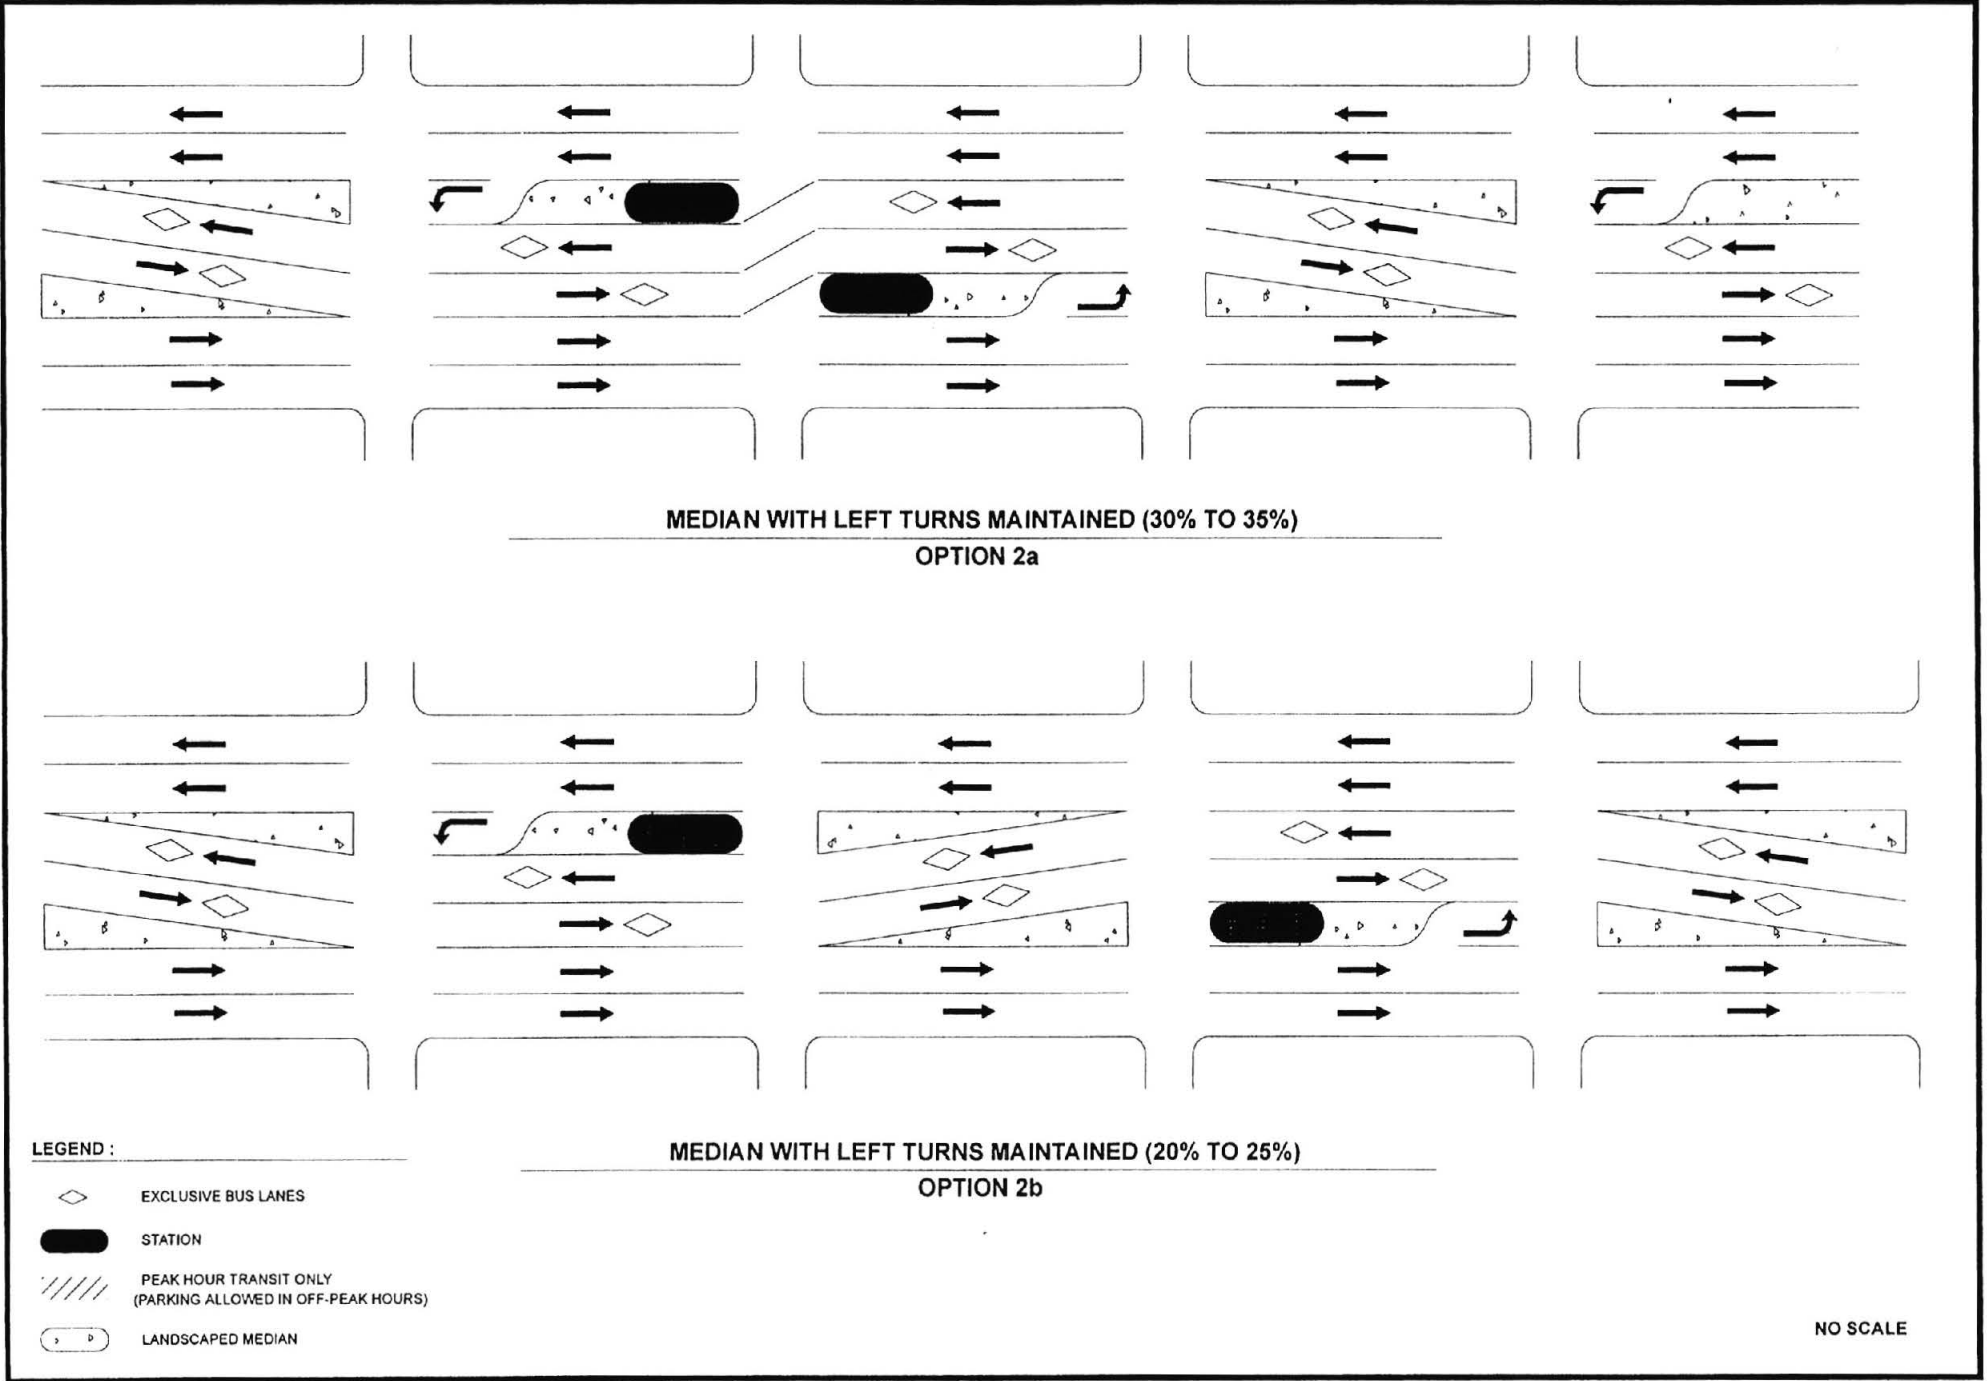 MEDIAN WITH LEFT TURNS MAINTAINED (30% TO 35%)
OPTION 2a
MEDIAN WITH LEFT TURNS MAINTAINED (20% TO 25%)
OPTION 2b
LEGEND :
EXCLUSIVE BUS LANES
STATION
PEAK HOUR TRANSIT ONLY
(PARKING ALLOWED IN OFF-PEAK HOURS)
LANDSCAPED MEDIAN
NO SCALE